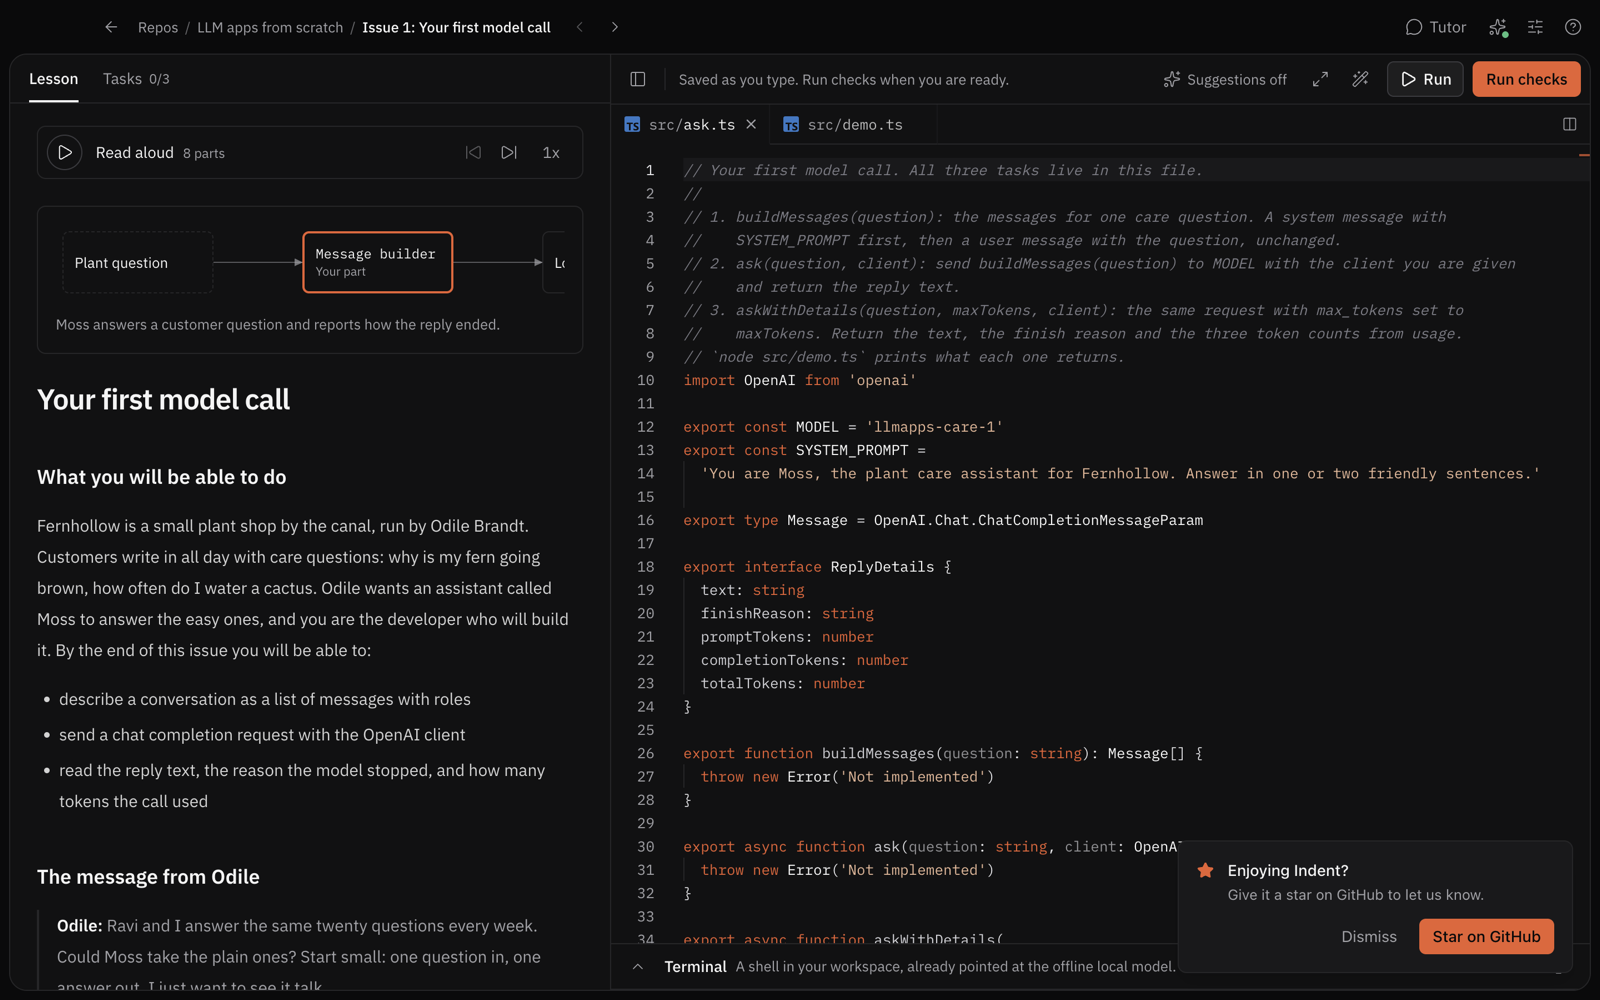 Repos / LLM apps from scratch / Issue 1: Your first model call
Tutor
Lesson
Tasks 0/3
Read aloud 8 parts
1x
Plant question
Message builder
Your part
Moss answers a customer question and reports how the reply ended.
Your first model call
What you will be able to do
Fernhollow is a small plant shop by the canal, run by Odile Brandt.
Customers write in all day with care questions: why is my fern going
brown, how often do I water a cactus. Odile wants an assistant called
Moss to answer the easy ones, and you are the developer who will build
it. By the end of this issue you will be able to:
• describe a conversation as a list of messages with roles
• send a chat completion request with the OpenAI client
• read the reply text, the reason the model stopped, and how many
tokens the call used
The message from Odile
Odile: Ravi and I answer the same twenty questions every week.
Could Moss take the plain ones? Start small: one question in, one
answer out. I just want to see it talk.
Saved as you type. Run checks when you are ready.
Suggestions off
Run
Run checks
TS src/ask.ts
TS src/demo.ts
1 // Your first model call. All three tasks live in this file.
2 //
3 // 1. buildMessages(question): the messages for one care question. A system message with
4 //    SYSTEM_PROMPT first, then a user message with the question, unchanged.
5 // 2. ask(question, client): send buildMessages(question) to MODEL with the client you are given
6 //    and return the reply text.
7 // 3. askWithDetails(question, maxTokens, client): the same request with max_tokens set to
8 //    maxTokens. Return the text, the finish reason and the three token counts from usage.
9 // `node src/demo.ts` prints what each one returns.
10 import OpenAI from 'openai'
11
12 export const MODEL = 'llmapps-care-1'
13 export const SYSTEM_PROMPT =
14   'You are Moss, the plant care assistant for Fernhollow. Answer in one or two friendly sentences.'
15
16 export type Message = OpenAI.Chat.ChatCompletionMessageParam
17
18 export interface ReplyDetails {
19   text: string
20   finishReason: string
21   promptTokens: number
22   completionTokens: number
23   totalTokens: number
24 }
25
26 export function buildMessages(question: string): Message[] {
27   throw new Error('Not implemented')
28 }
29
30 export async function ask(question: string, client: OpenAI
31   throw new Error('Not implemented')
32 }
33
34 export async function askWithDetails(
Enjoying Indent?
Give it a star on GitHub to let us know.
Dismiss
Star on GitHub
Terminal A shell in your workspace, already pointed at the offline local model.